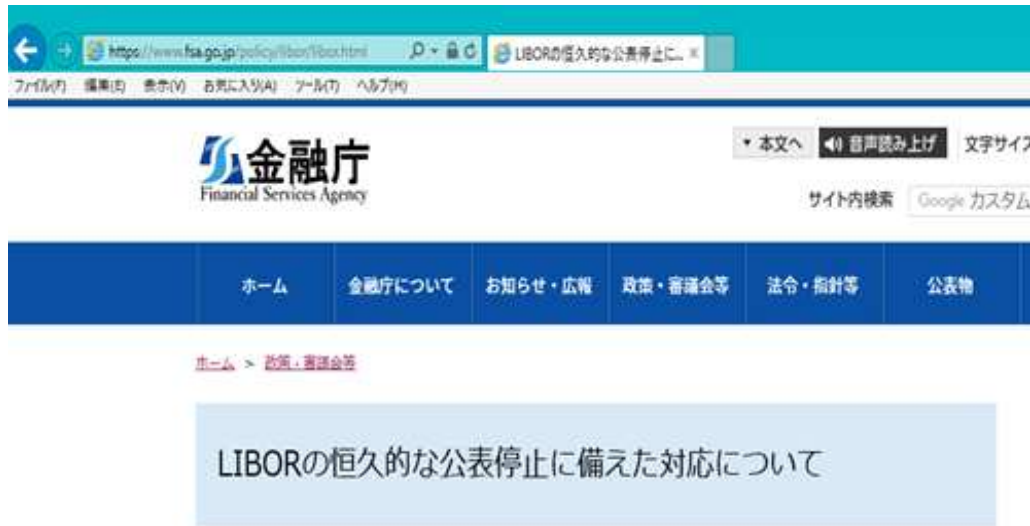 https://www.fsa.go.jp/policy/libor/libor.html
LIBORの恒久的な公表停止に...
ファイル(F) 編集(E) 表示(V) お気に入り(A) ツール(T) ヘルプ(H)
金融庁
Financial Services Agency
本文へ 音声読み上げ 文字サイズ
サイト内検索 Google カスタム
ホーム 金融庁について お知らせ・広報 政策・審議会等 法令・指針等 公表物
ホーム > 政策・審議会等
LIBORの恒久的な公表停止に備えた対応について